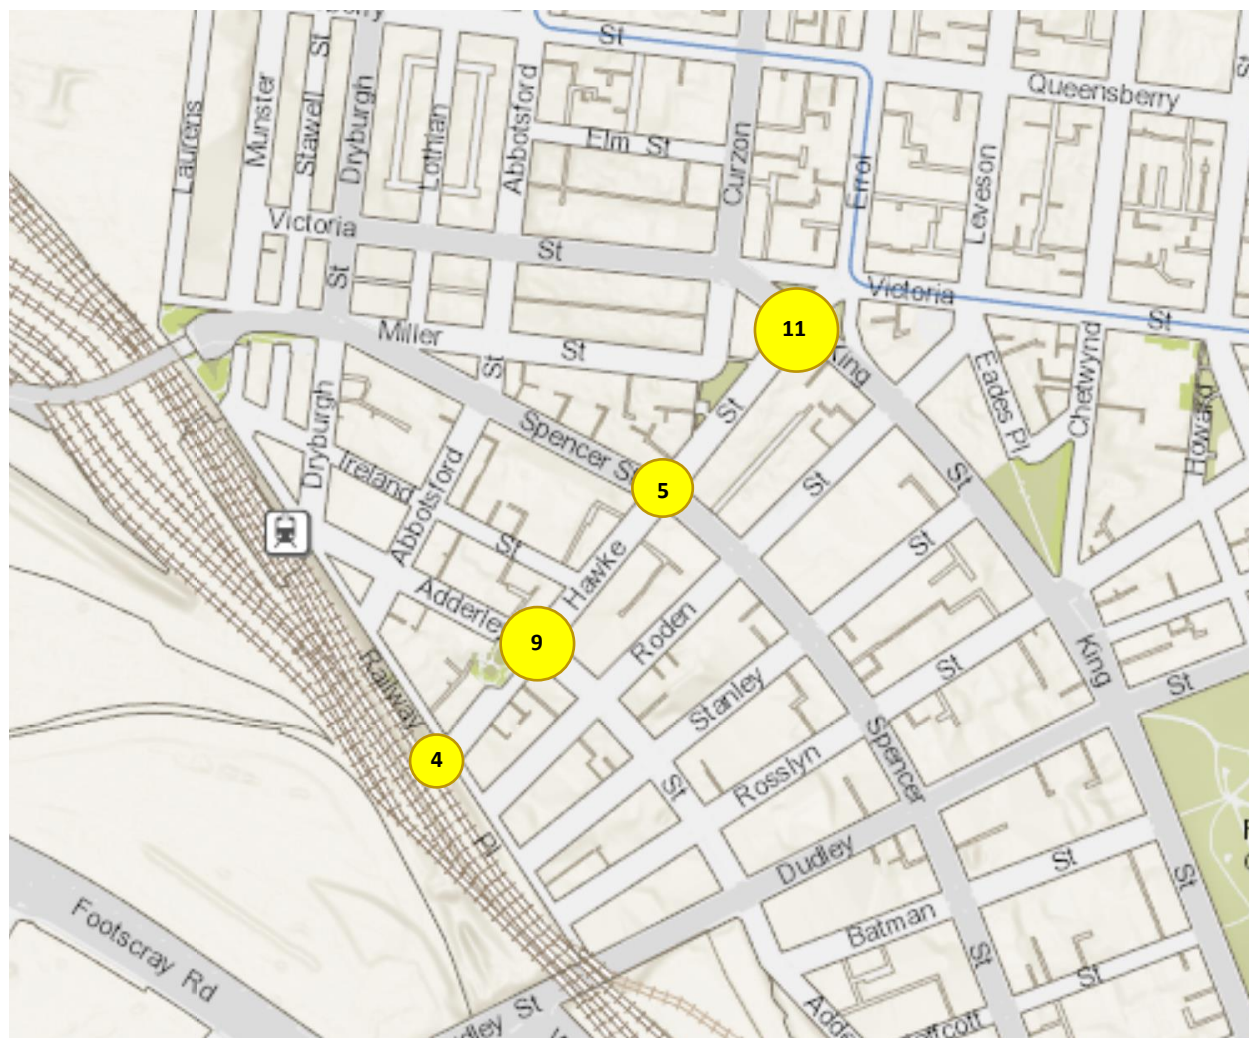 St
Queensberry
St
Laurens
Munster
Stawell St
Dryburgh
Lothian
Abbotsford
Elm St
Curzon
Errol
Leveson
Victoria
St
St
Victoria
St
Miller
St
St
11
King
Eades Pl
Chetwynd
Howard
Dryburgh
Ireland
Abbotsford
St
Spencer St
St
5
St
St
St
Hawke
Adderle
9
Roden
Stanley
St
King
St
Railway
4
Pl
St
Rosslyn
Spencer
Dudley
St
St
Batman
St
St
Footscray Rd
St